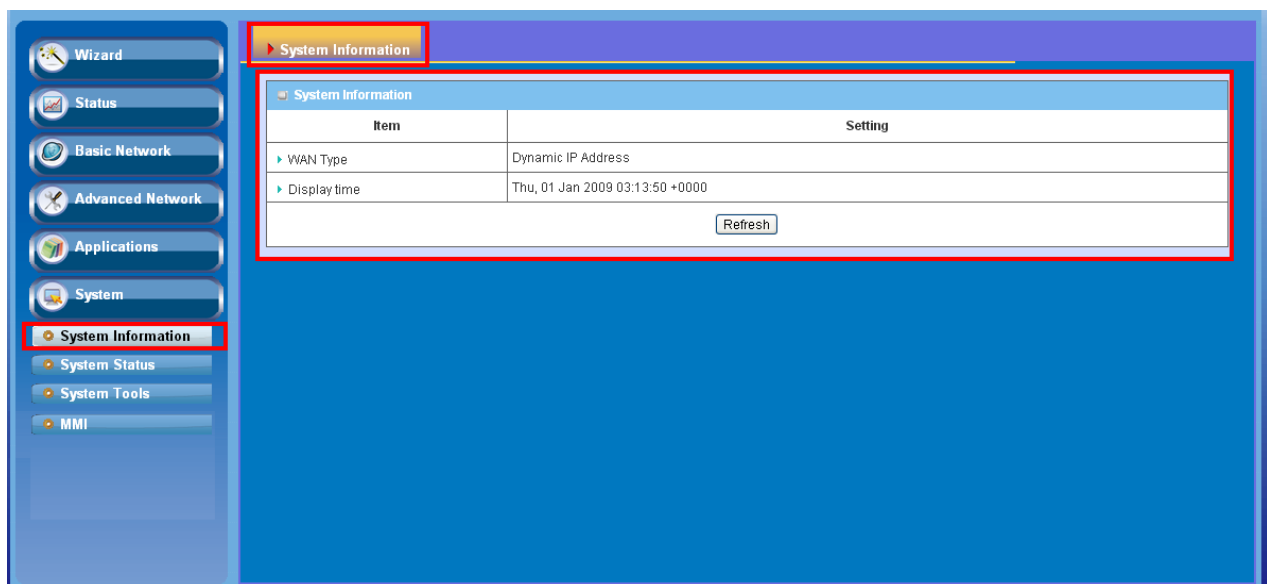 Wizard
Status
Basic Network
Advanced Network
Applications
System
System Information
System Status
System Tools
MMI
System Information
System Information
Item Setting
WAN Type Dynamic IP Address
Display time Thu, 01 Jan 2009 03:13:50 +0000
Refresh